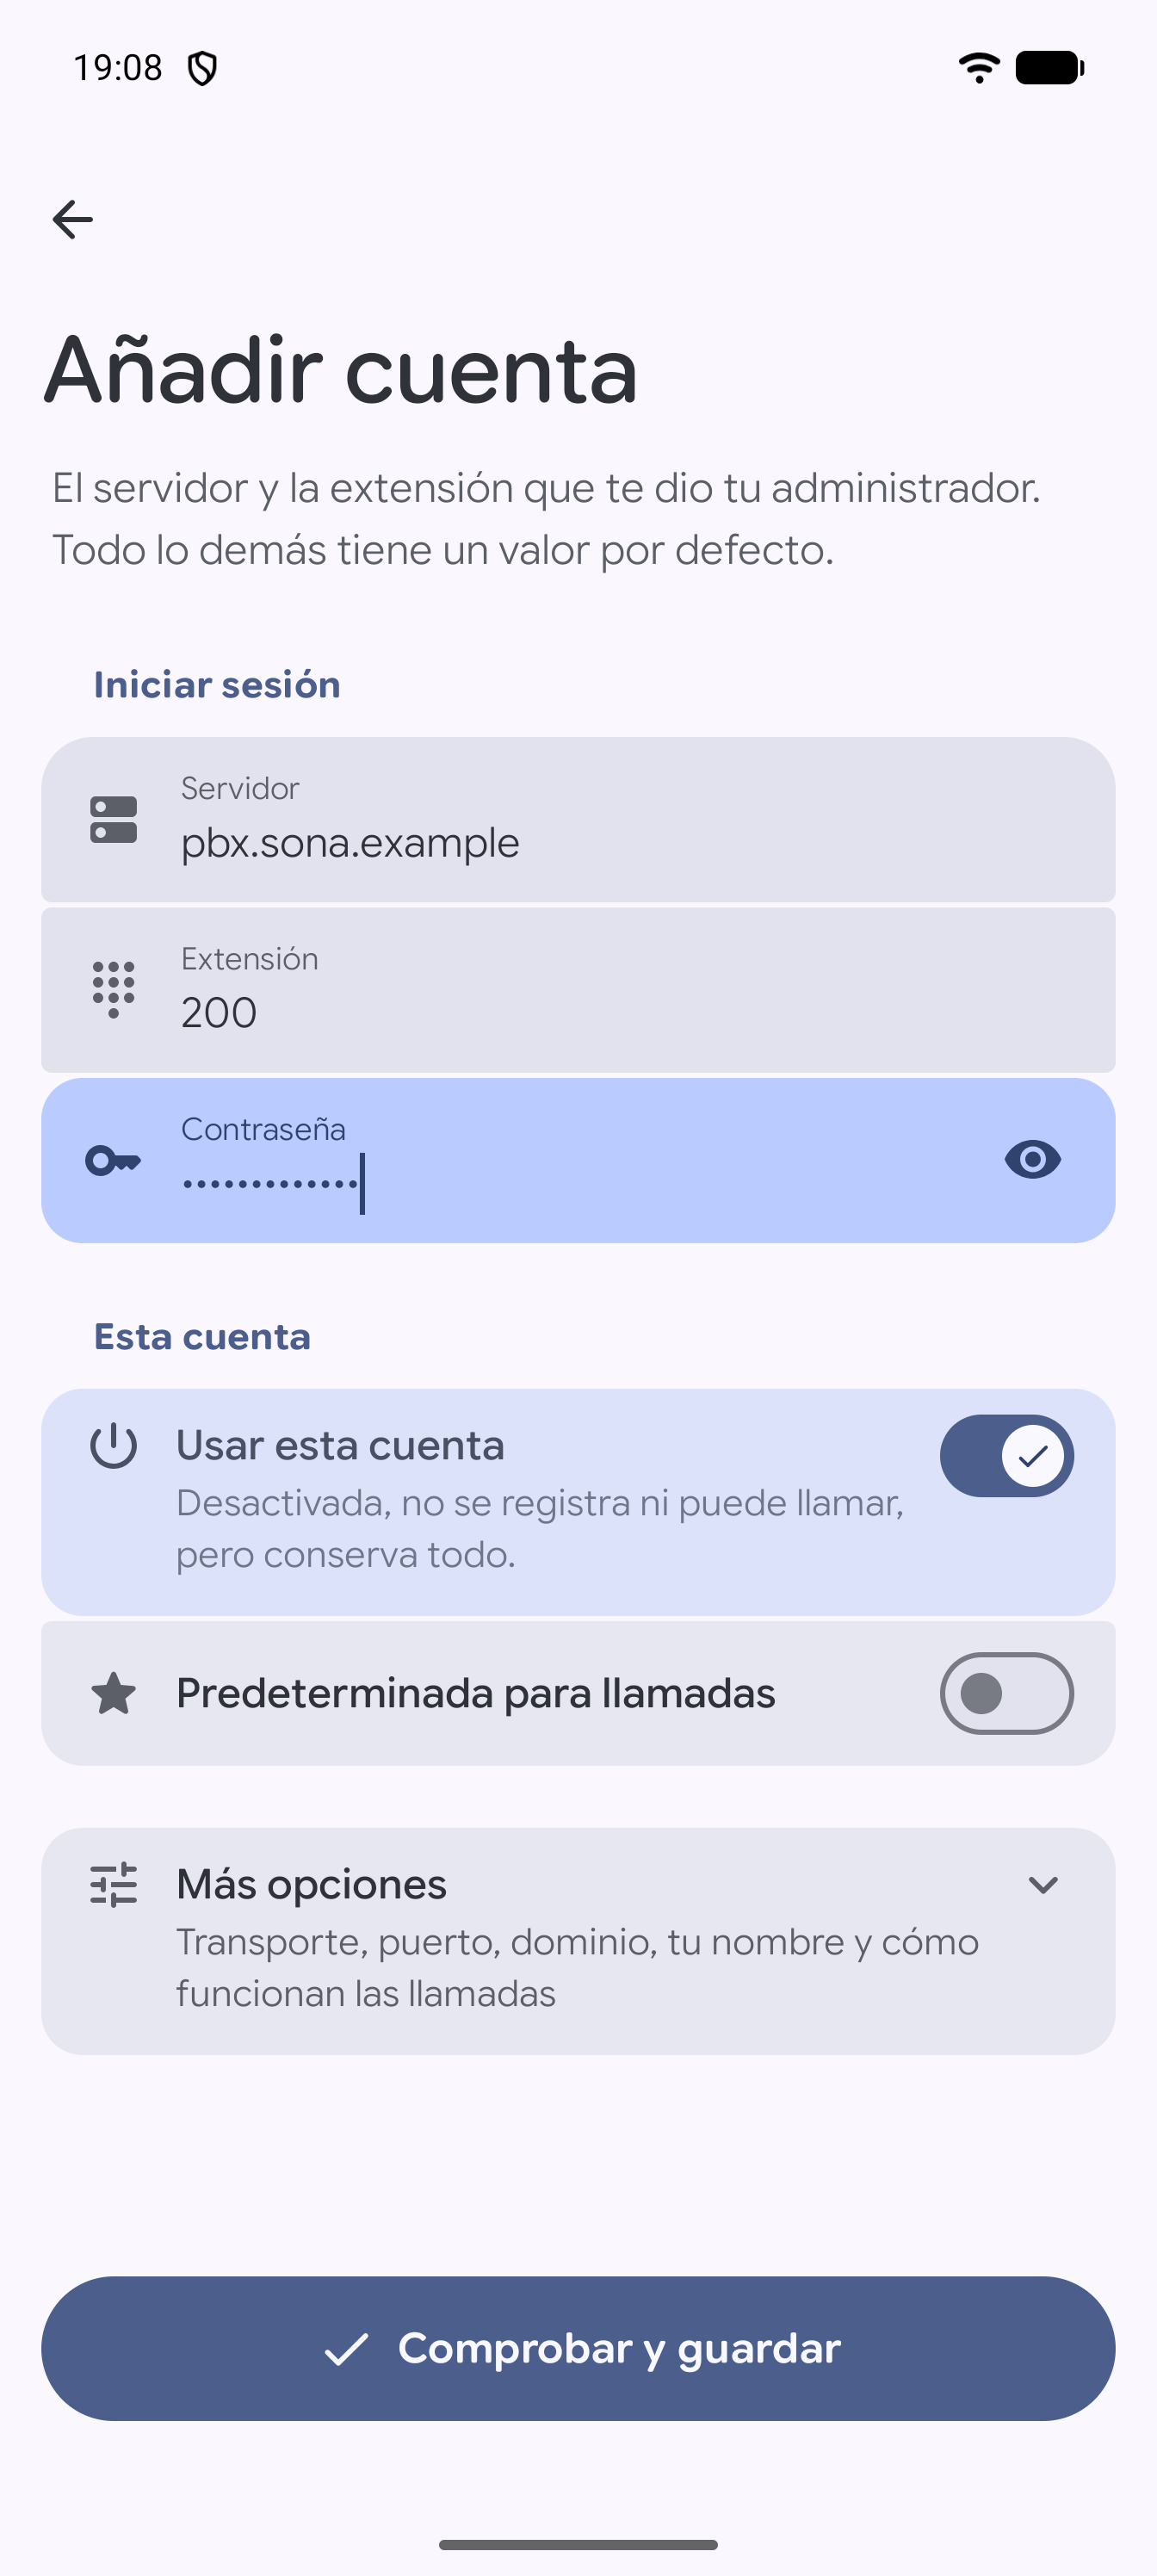 19:08
Añadir cuenta
El servidor y la extensión que te dio tu administrador.
Todo lo demás tiene un valor por defecto.
Iniciar sesión
Servidor
pbx.sona.example
Extensión
200
Contraseña
•••••••••••••
Esta cuenta
Usar esta cuenta
Desactivada, no se registra ni puede llamar,
pero conserva todo.
Predeterminada para llamadas
Más opciones
Transporte, puerto, dominio, tu nombre y cómo
funcionan las llamadas
Comprobar y guardar